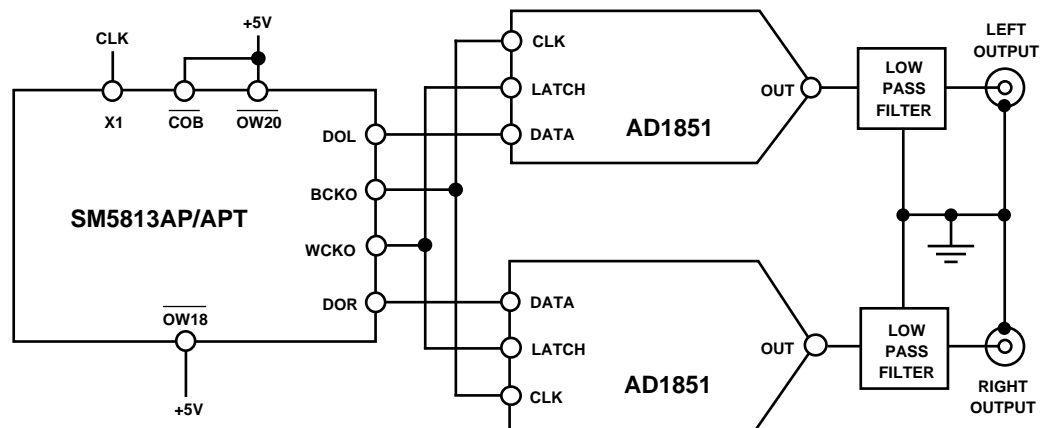 +5V
CLK
X1
COB
OW20
DOL
BCKO
WCKO
DOR
SM5813AP/APT
OW18
+5V
CLK
LATCH
DATA
OUT
AD1851
LOW
PASS
FILTER
LEFT
OUTPUT
DATA
LATCH
CLK
OUT
AD1851
LOW
PASS
FILTER
RIGHT
OUTPUT